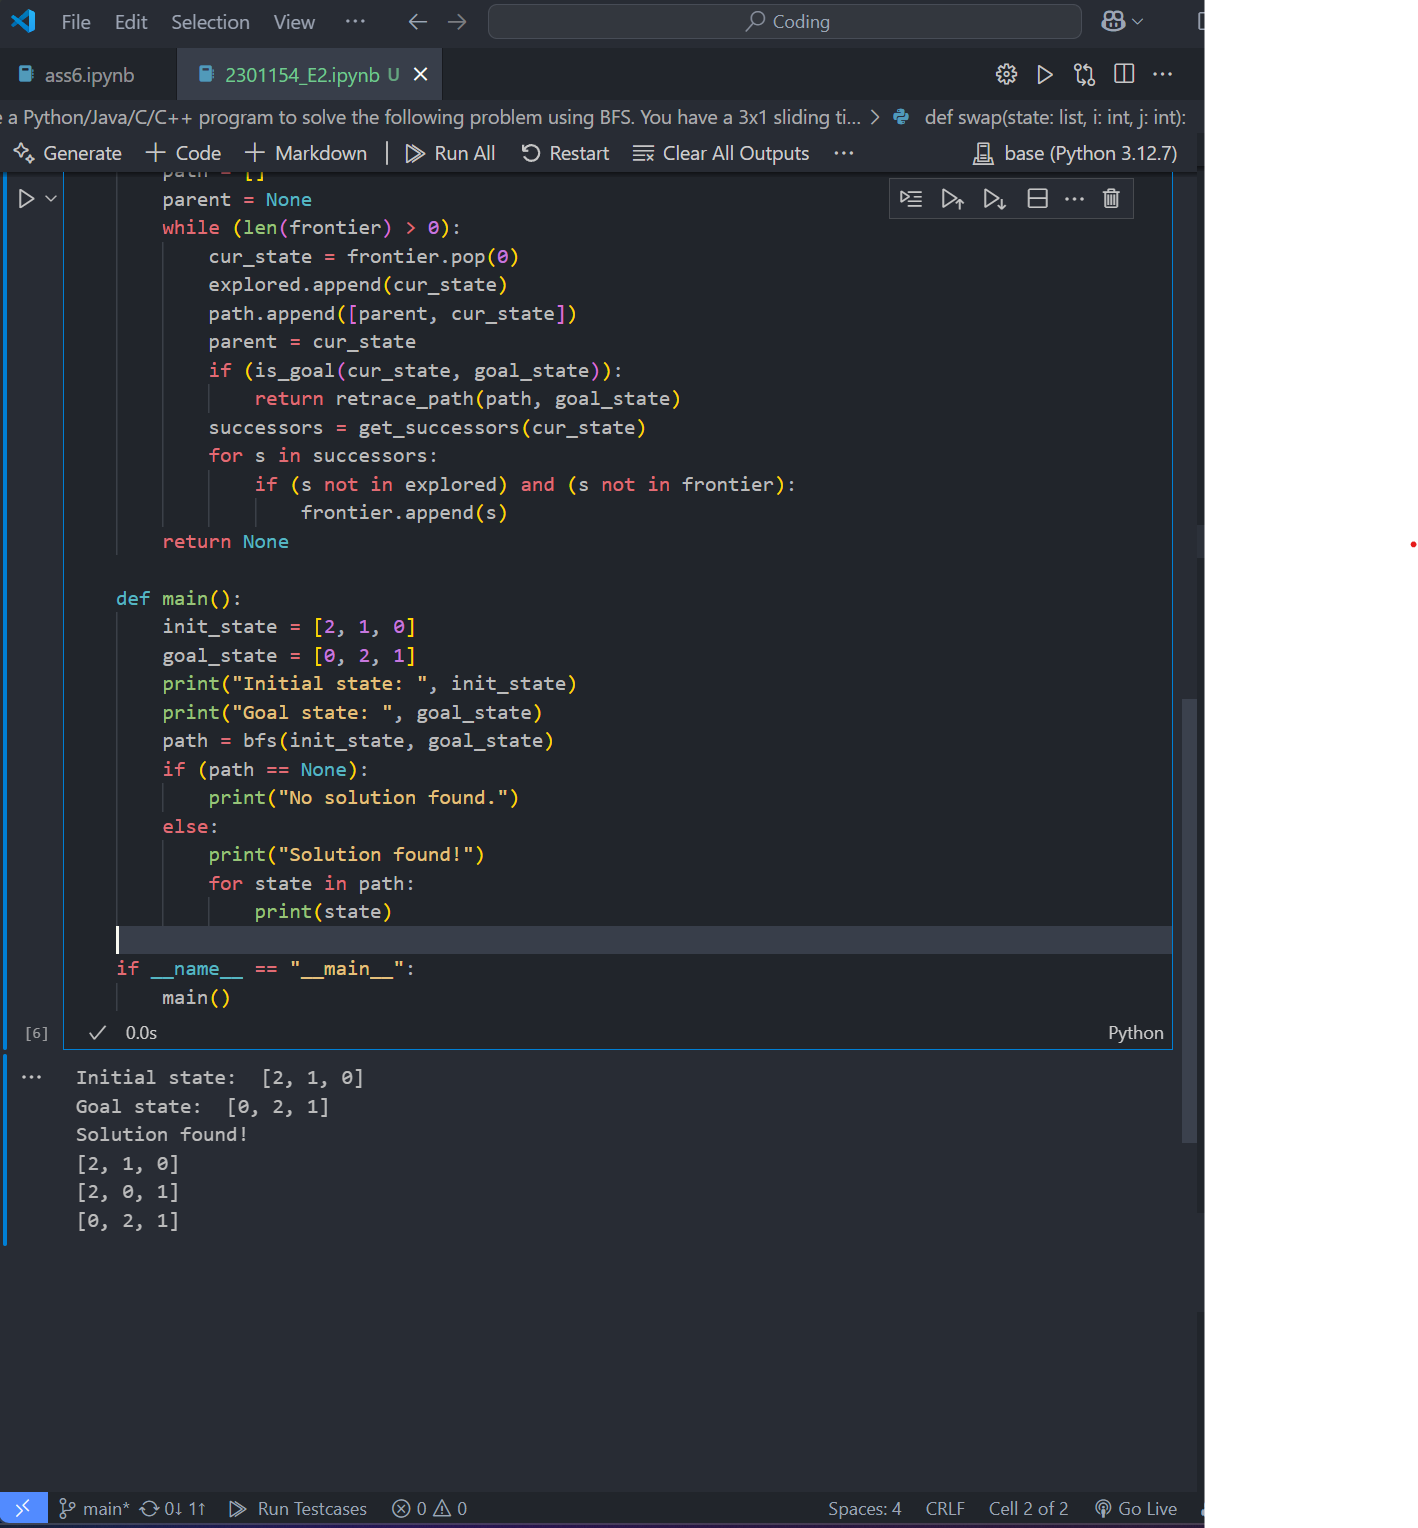 File Edit Selection View ... Coding
ass6.ipynb 2301154_E2.ipynb U
e a Python/Java/C/C++ program to solve the following problem using BFS. You have a 3x1 sliding ti... > def swap(state: list, i: int, j: int):
Generate + Code + Markdown | Run All Restart Clear All Outputs ... base (Python 3.12.7)
    path = []
    parent = None
    while (len(frontier) > 0):
        cur_state = frontier.pop(0)
        explored.append(cur_state)
        path.append([parent, cur_state])
        parent = cur_state
        if (is_goal(cur_state, goal_state)):
            return retrace_path(path, goal_state)
        successors = get_successors(cur_state)
        for s in successors:
            if (s not in explored) and (s not in frontier):
                frontier.append(s)
    return None
def main():
    init_state = [2, 1, 0]
    goal_state = [0, 2, 1]
    print("Initial state: ", init_state)
    print("Goal state: ", goal_state)
    path = bfs(init_state, goal_state)
    if (path == None):
        print("No solution found.")
    else:
        print("Solution found!")
        for state in path:
            print(state)
if __name__ == "__main__":
    main()
[6] 0.0s Python
... Initial state:  [2, 1, 0]
Goal state:  [0, 2, 1]
Solution found!
[2, 1, 0]
[2, 0, 1]
[0, 2, 1]
main* 0↓ 1↑ Run Testcases 0 0 Spaces: 4 CRLF Cell 2 of 2 Go Live